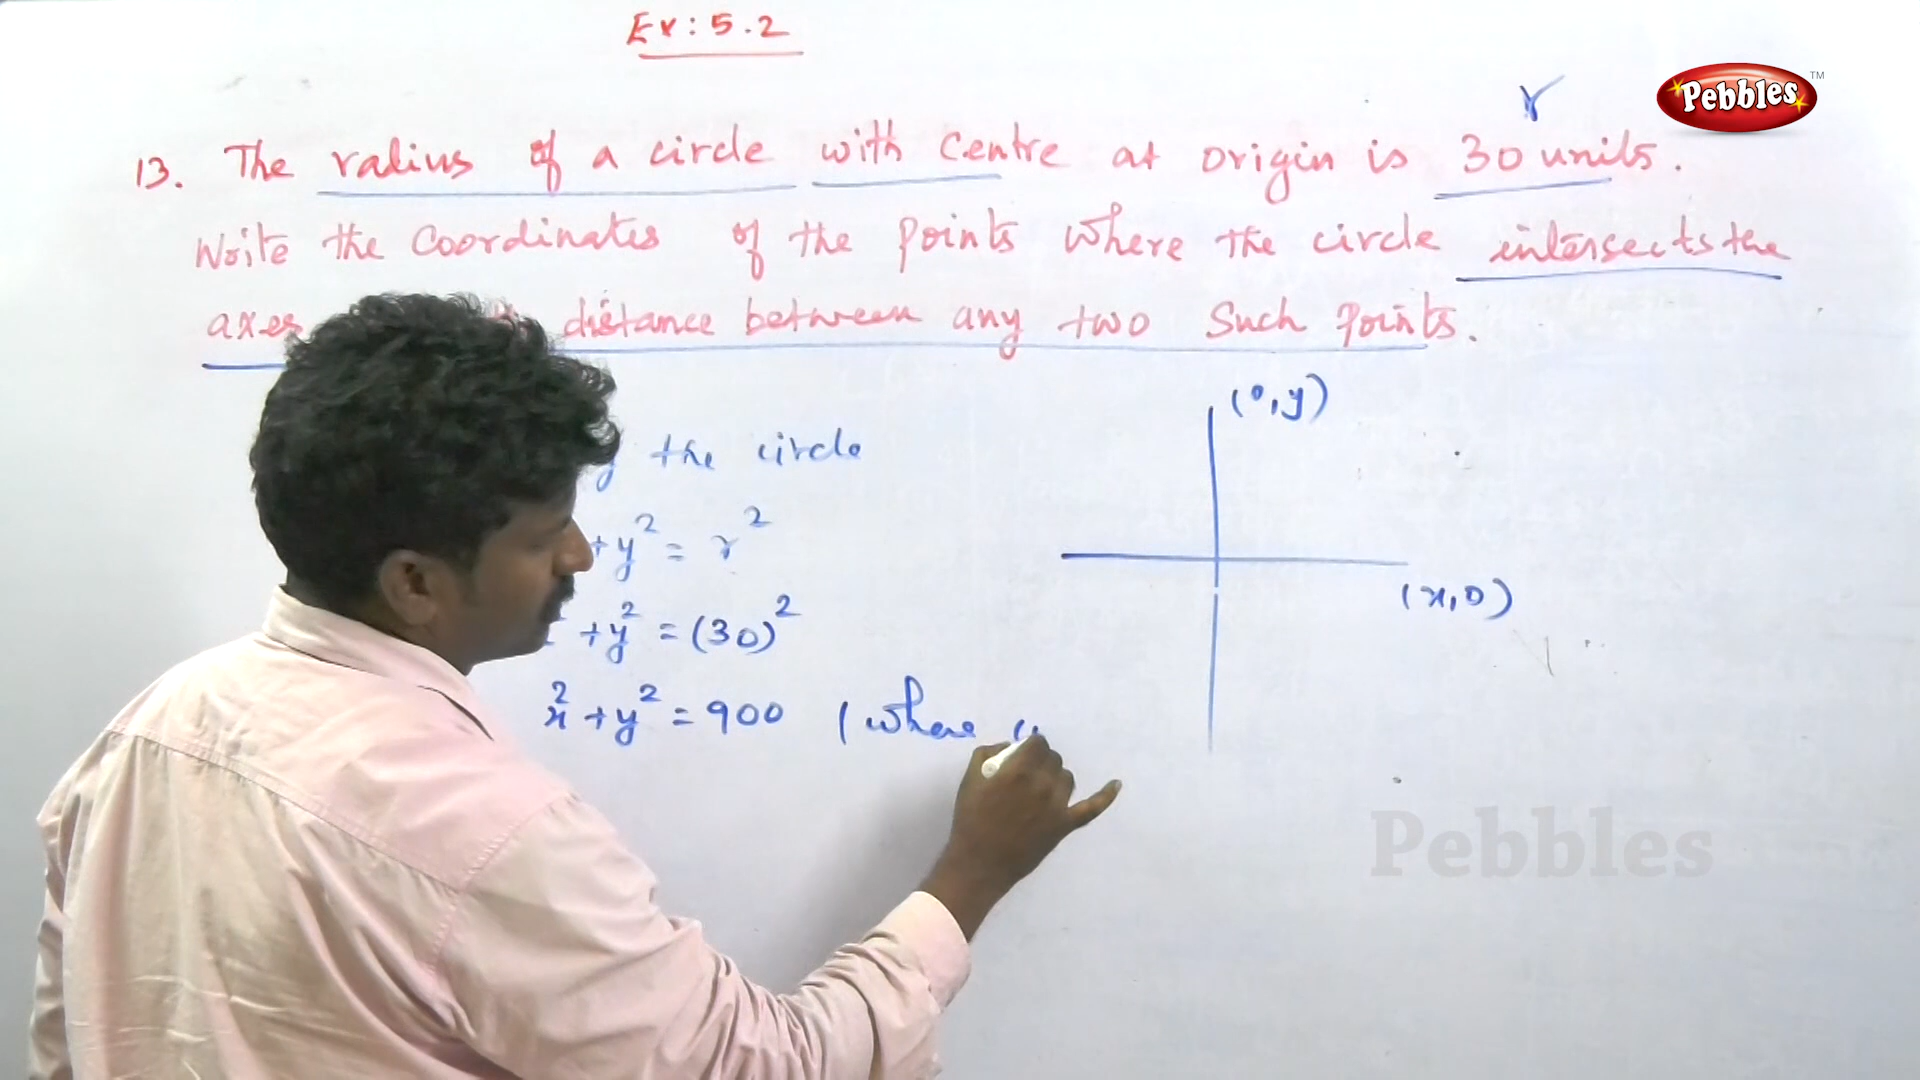 Ex: 5.2
Pebbles TM
r
13. The radius of a circle with Centre at origin is 30 units.
Write the Coordinates of the points where the circle intersects the
axes distance between any two Such points.
(0,y)
the circle
+y² = r²
+y² = (30)²
(x,0)
x²+y² = 900 (where
Pebbles